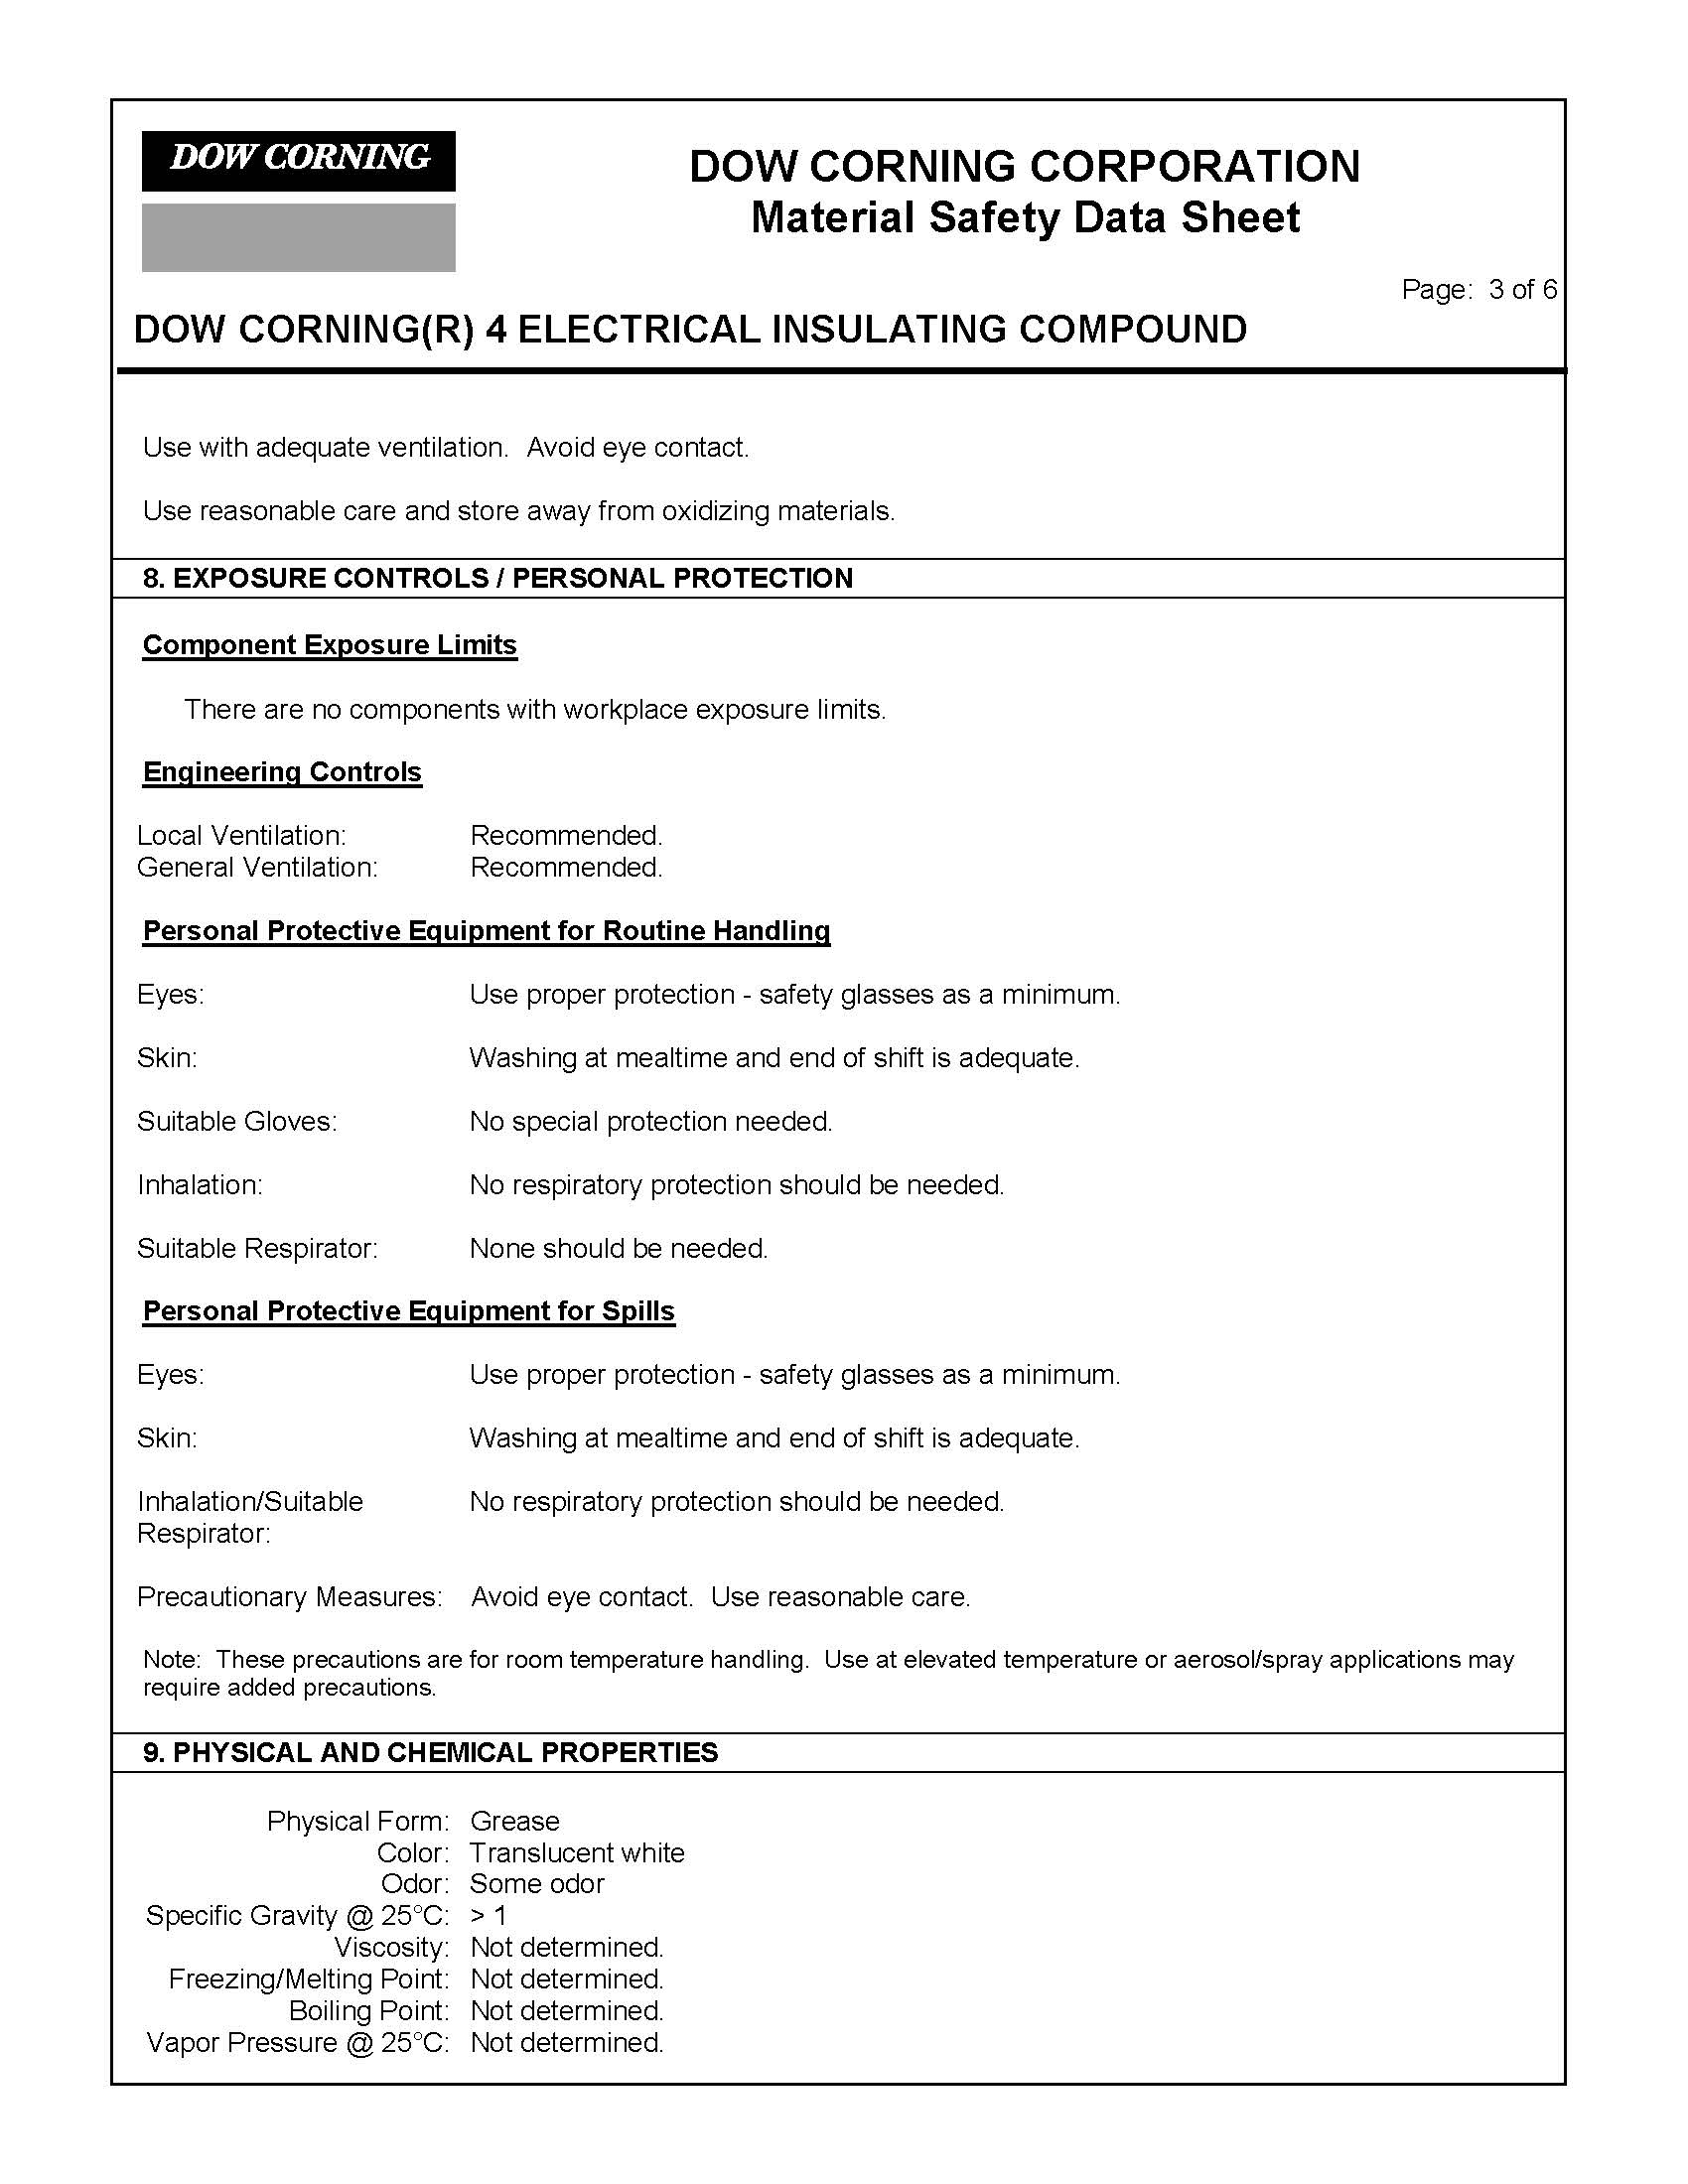 DOW CORNING
DOW CORNING CORPORATION
Material Safety Data Sheet
Page:  3 of 6
DOW CORNING(R) 4 ELECTRICAL INSULATING COMPOUND
Use with adequate ventilation.  Avoid eye contact.
Use reasonable care and store away from oxidizing materials.
8. EXPOSURE CONTROLS / PERSONAL PROTECTION
Component Exposure Limits
There are no components with workplace exposure limits.
Engineering Controls
Local Ventilation: Recommended.
General Ventilation: Recommended.
Personal Protective Equipment for Routine Handling
Eyes: Use proper protection - safety glasses as a minimum.
Skin: Washing at mealtime and end of shift is adequate.
Suitable Gloves: No special protection needed.
Inhalation: No respiratory protection should be needed.
Suitable Respirator: None should be needed.
Personal Protective Equipment for Spills
Eyes: Use proper protection - safety glasses as a minimum.
Skin: Washing at mealtime and end of shift is adequate.
Inhalation/Suitable No respiratory protection should be needed.
Respirator:
Precautionary Measures: Avoid eye contact.  Use reasonable care.
Note:  These precautions are for room temperature handling.  Use at elevated temperature or aerosol/spray applications may
require added precautions.
9. PHYSICAL AND CHEMICAL PROPERTIES
Physical Form: Grease
Color: Translucent white
Odor: Some odor
Specific Gravity @ 25°C: > 1
Viscosity: Not determined.
Freezing/Melting Point: Not determined.
Boiling Point: Not determined.
Vapor Pressure @ 25°C: Not determined.